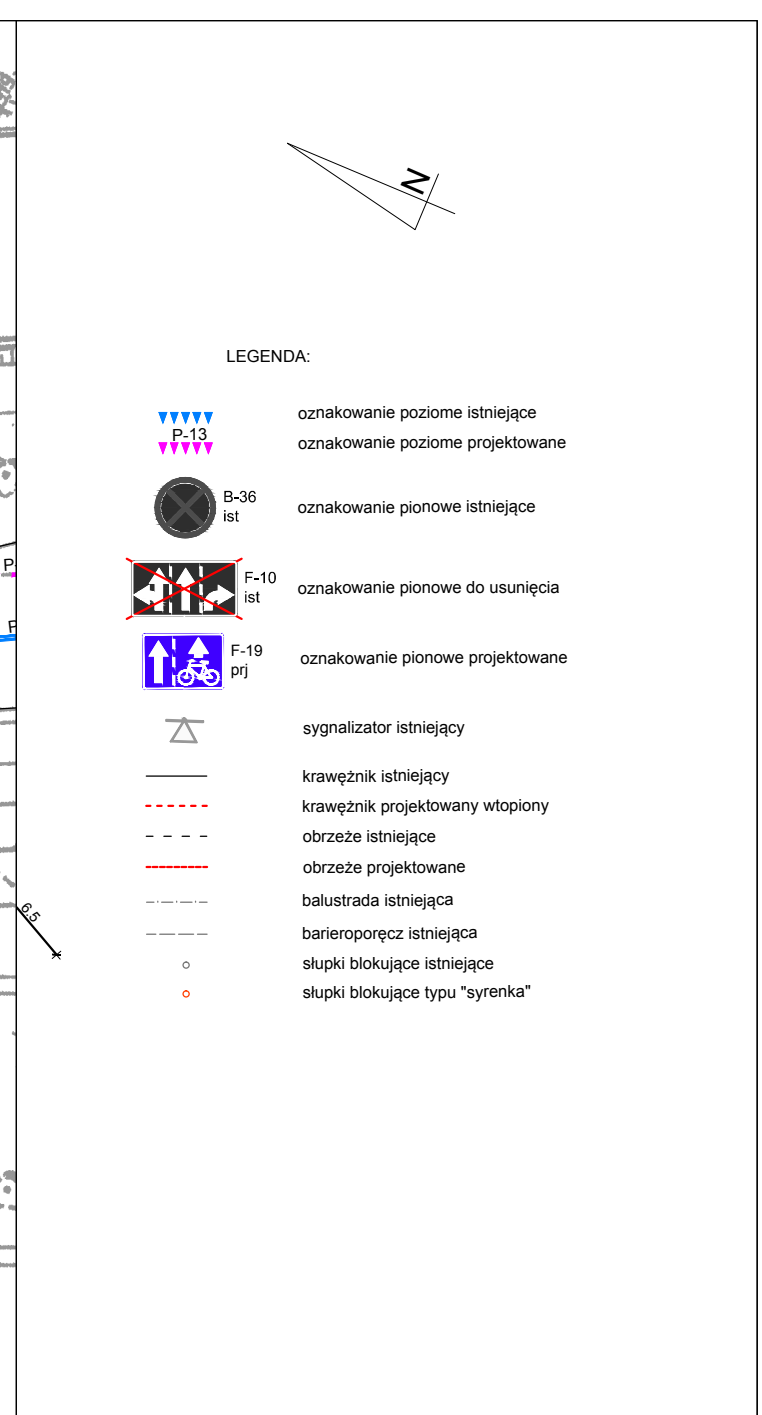 N
LEGENDA:
oznakowanie poziome istniejące
P-13
oznakowanie poziome projektowane
B-36
ist
oznakowanie pionowe istniejące
F-10
ist
oznakowanie pionowe do usunięcia
F-19
prj
oznakowanie pionowe projektowane
sygnalizator istniejący
krawężnik istniejący
krawężnik projektowany wtopiony
obrzeże istniejące
obrzeże projektowane
balustrada istniejąca
barieroporęcz istniejąca
słupki blokujące istniejące
słupki blokujące typu "syrenka"
6.5